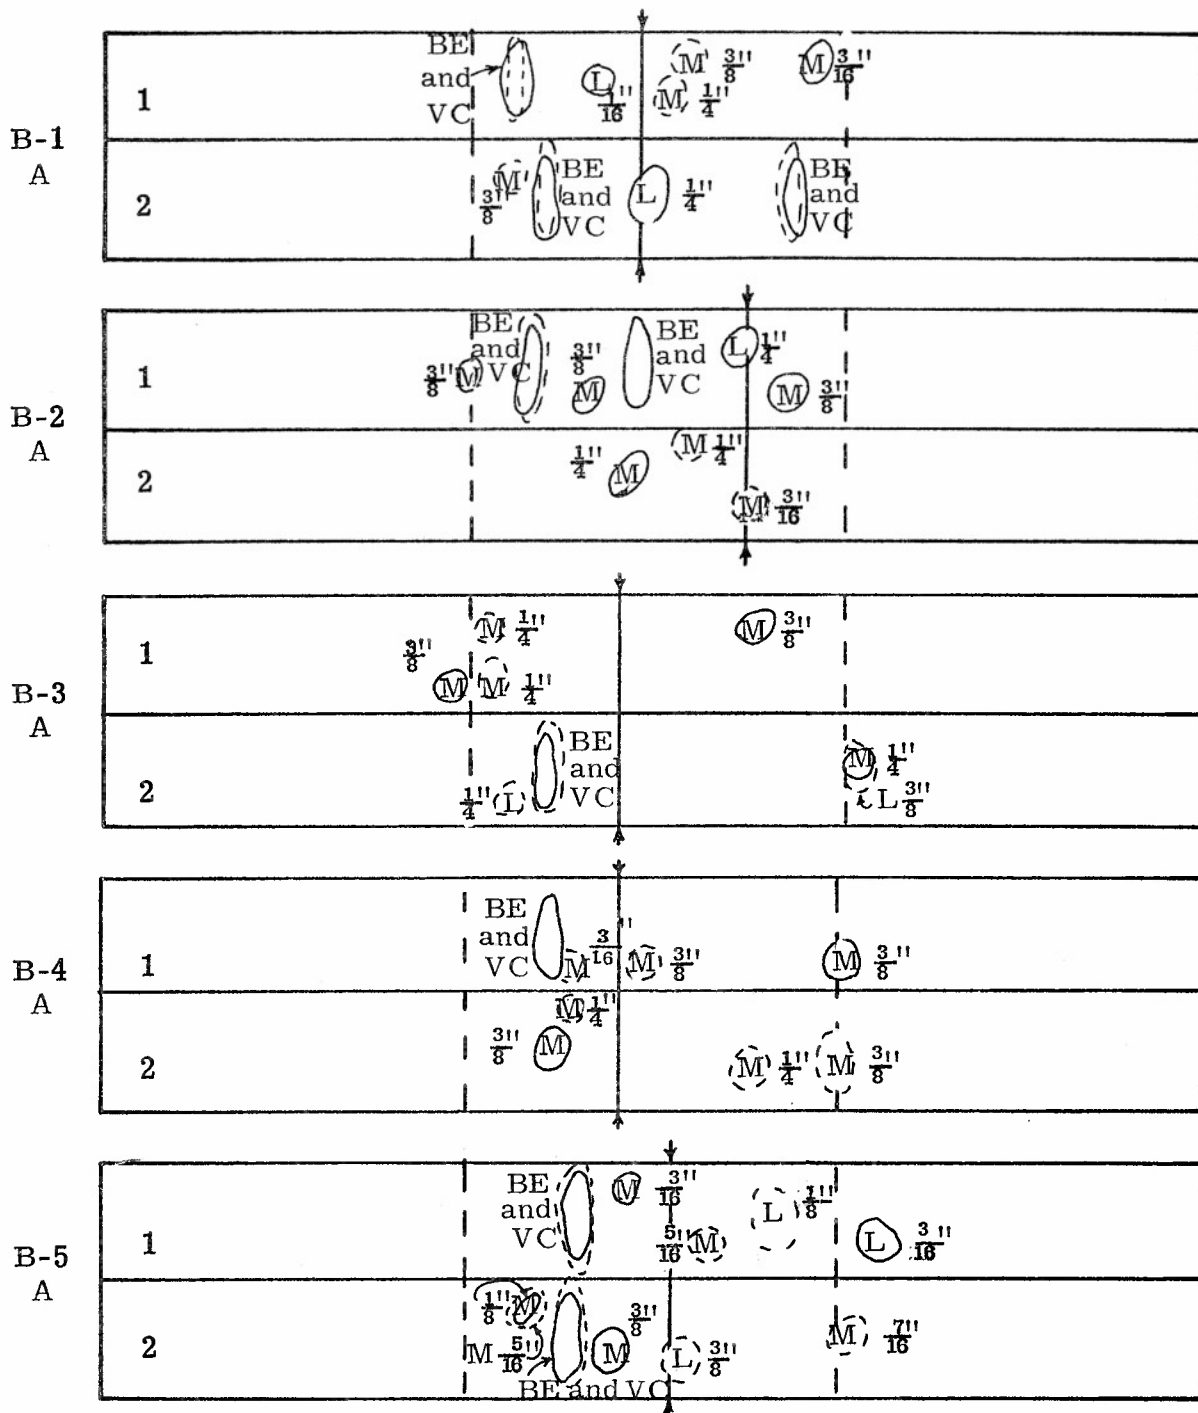 B-1
A
1
BE
and
VC
L 1/16"
M 3/8"
M 1/4"
M 3/16"
2
M 3/8"
BE
and
VC
L 1/4"
BE
and
VC
B-2
A
1
3/8" M
BE
and
VC
3/8"
M
BE
and
VC
L 1/4"
M 3/8"
2
1/4" M
M 1/4"
M 3/16"
B-3
A
1
3/8"
M
M 1/4"
M 1/4"
M 3/8"
2
1/4" L
BE
and
VC
M 1/4"
L 3/8"
B-4
A
1
BE
and
VC
M 3/16"
M 3/8"
M 3/8"
2
M 1/4"
3/8" M
M 1/4"
M 3/8"
B-5
A
1
BE
and
VC
M 3/16"
5/16" M
L 1/8"
L 3/16"
2
1/8" M
M 5/16"
BE and VC
M 3/8"
L 3/8"
M 7/16"